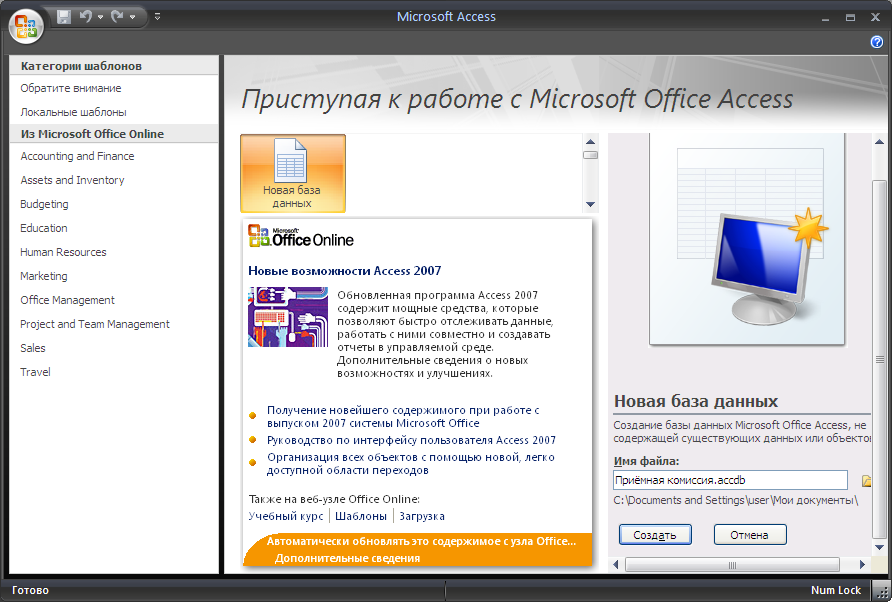 Microsoft Access
Категории шаблонов
Обратите внимание
Локальные шаблоны
Из Microsoft Office Online
Accounting and Finance
Assets and Inventory
Budgeting
Education
Human Resources
Marketing
Office Management
Project and Team Management
Sales
Travel
Приступая к работе с Microsoft Office Access
Новая база
данных
Microsoft
Office Online
Новые возможности Access 2007
Обновленная программа Access 2007
содержит мощные средства, которые
позволяют быстро отслеживать данные,
работать с ними совместно и создавать
отчеты в управляемой среде.
Дополнительные сведения о новых
возможностях и улучшениях.
Получение новейшего содержимого при работе с
выпуском 2007 системы Microsoft Office
Руководство по интерфейсу пользователя Access 2007
Организация всех объектов с помощью новой, легко
доступной области переходов
Также на веб-узле Office Online:
Учебный курс | Шаблоны | Загрузка
Автоматически обновлять это содержимое с узла Office...
Дополнительные сведения
Новая база данных
Создание базы данных Microsoft Office Access, не
содержащей существующих данных или объекто
Имя файла:
Приёмная комиссия.accdb
C:\Documents and Settings\user\Мои документы\
Создать
Отмена
Готово
Num Lock